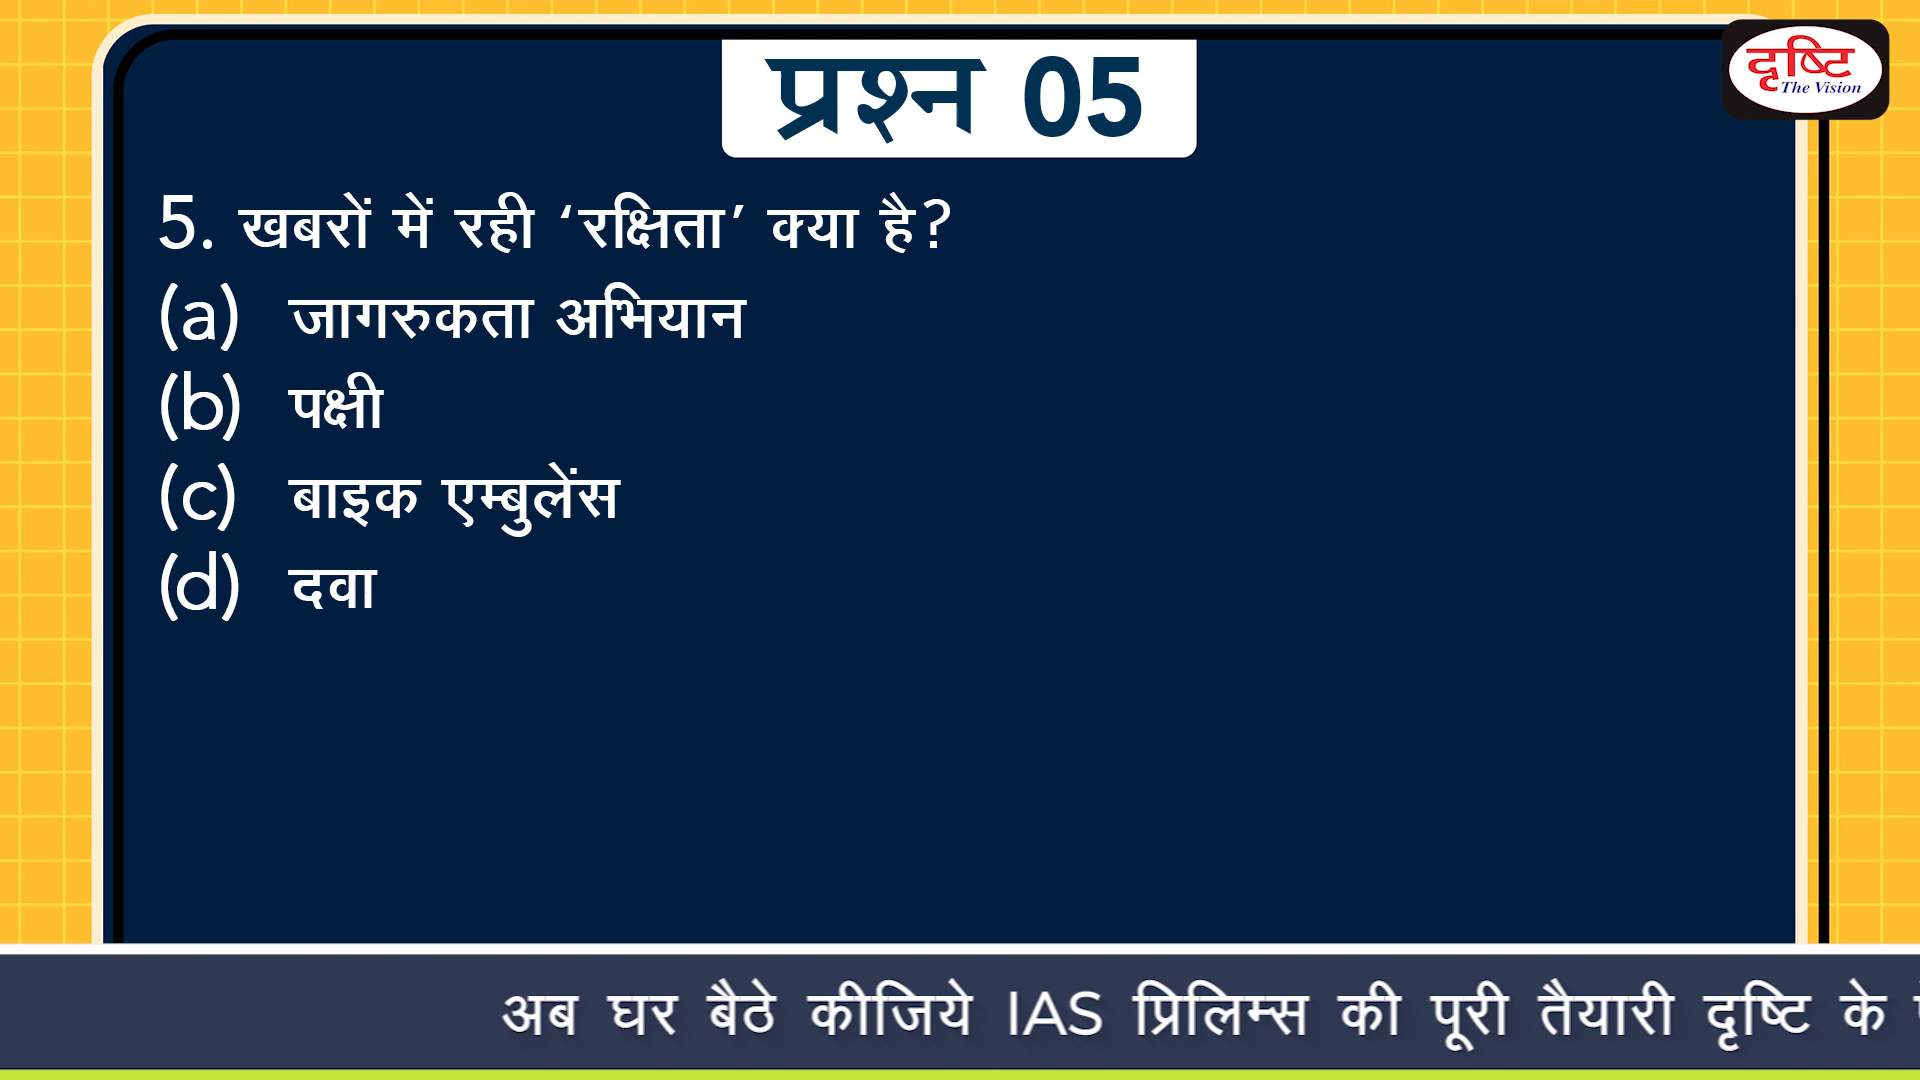 प्रश्न 05
दृष्टि
The Vision
5. खबरों में रही ‘रक्षिता’ क्या है?
(a) जागरुकता अभियान
(b) पक्षी
(c) बाइक एम्बुलेंस
(d) दवा
अब घर बैठे कीजिये IAS प्रिलिम्स की पूरी तैयारी दृष्टि के